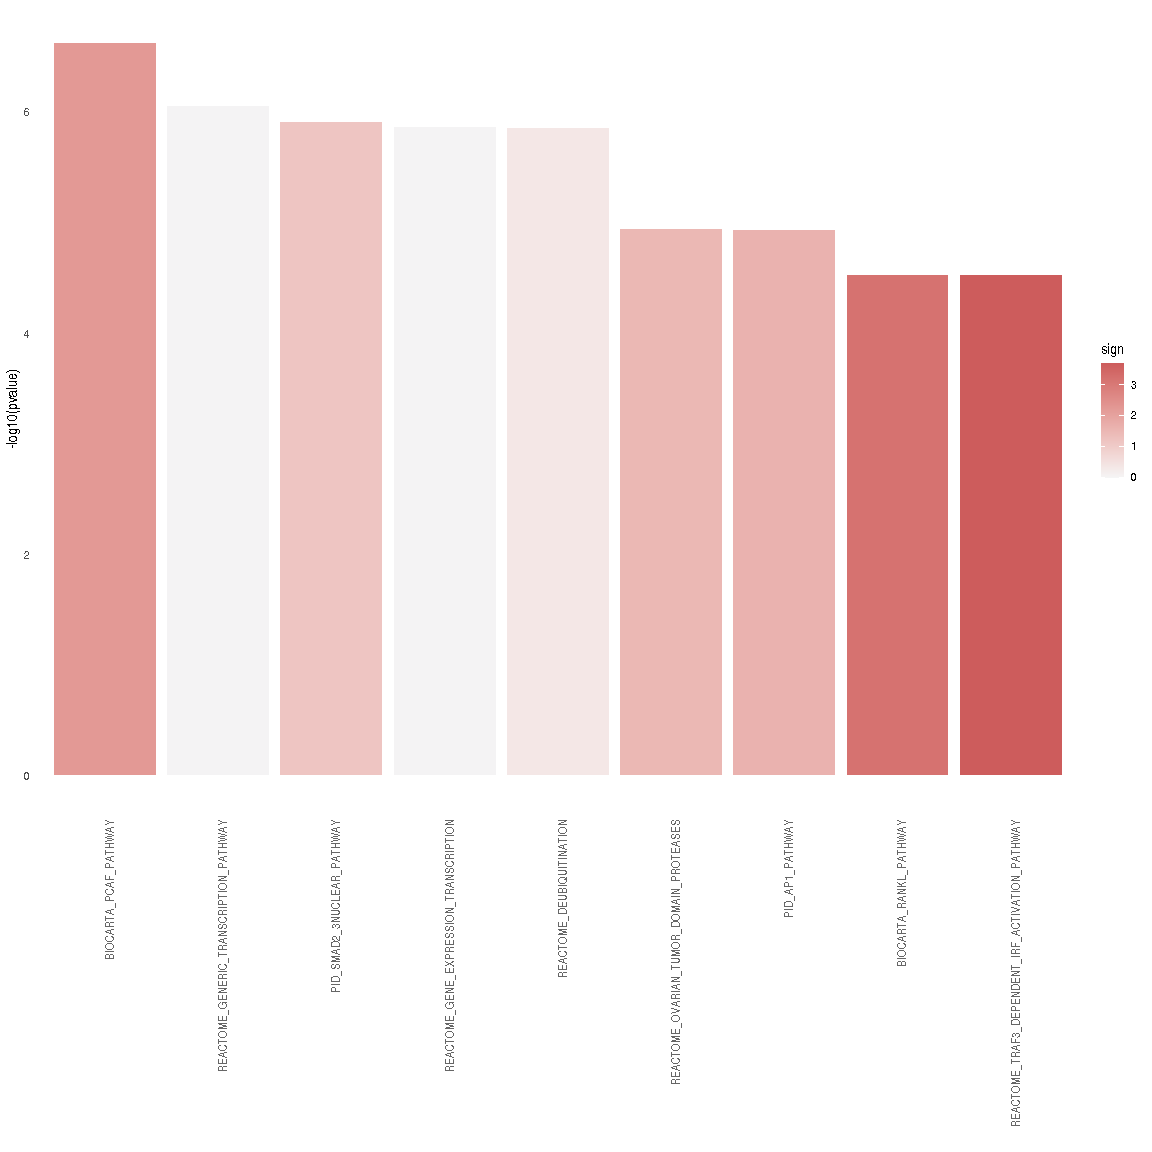 6
4
2
0
-log10(pvalue)
BIOCARTA_PCAF_PATHWAY
REACTOME_GENERIC_TRANSCRIPTION_PATHWAY
PID_SMAD2_3NUCLEAR_PATHWAY
REACTOME_GENE_EXPRESSION_TRANSCRIPTION
REACTOME_DEUBIQUITINATION
REACTOME_OVARIAN_TUMOR_DOMAIN_PROTEASES
PID_AP1_PATHWAY
BIOCARTA_RANKL_PATHWAY
REACTOME_TRAF3_DEPENDENT_IRF_ACTIVATION_PATHWAY
sign
3
2
1
0